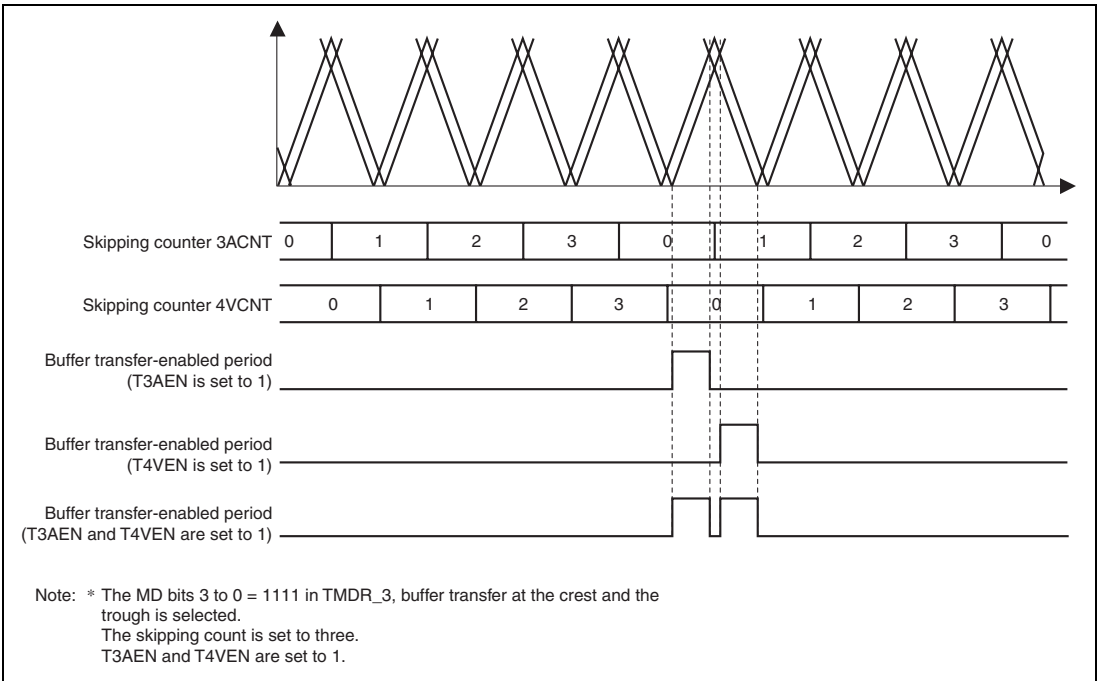 Skipping counter 3ACNT 0 1 2 3 0 1 2 3 0
Skipping counter 4VCNT 0 1 2 3 0 1 2 3
Buffer transfer-enabled period
(T3AEN is set to 1)
Buffer transfer-enabled period
(T4VEN is set to 1)
Buffer transfer-enabled period
(T3AEN and T4VEN are set to 1)
Note: * The MD bits 3 to 0 = 1111 in TMDR_3, buffer transfer at the crest and the
trough is selected.
The skipping count is set to three.
T3AEN and T4VEN are set to 1.